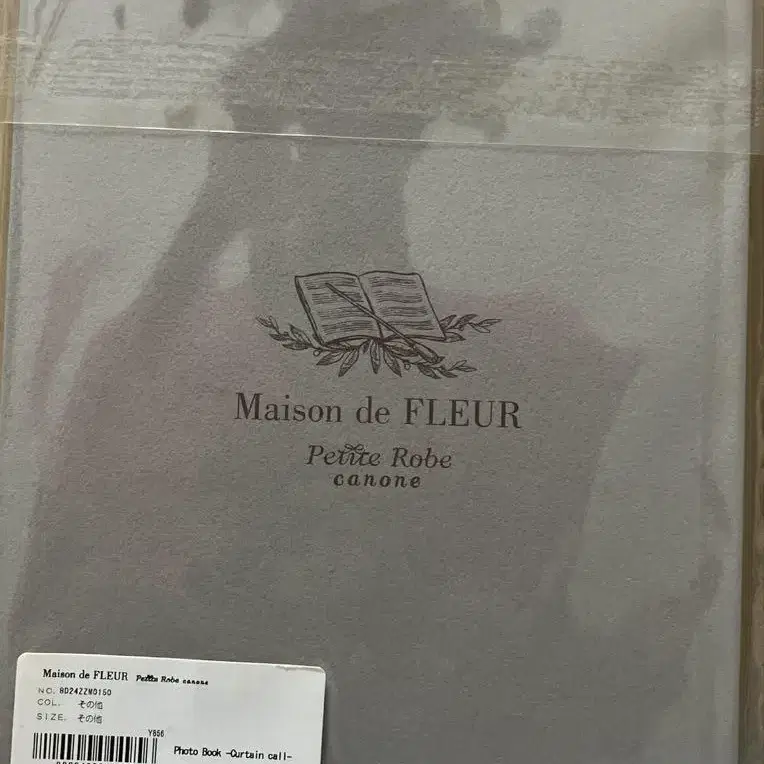 Maison de FLEUR
Petite Robe
canone
Maison de FLEUR Petite Robe canone
NO. 8D24ZZM0150
COL. その他
SIZE. その他
Y856
Photo Book -Curtain call-